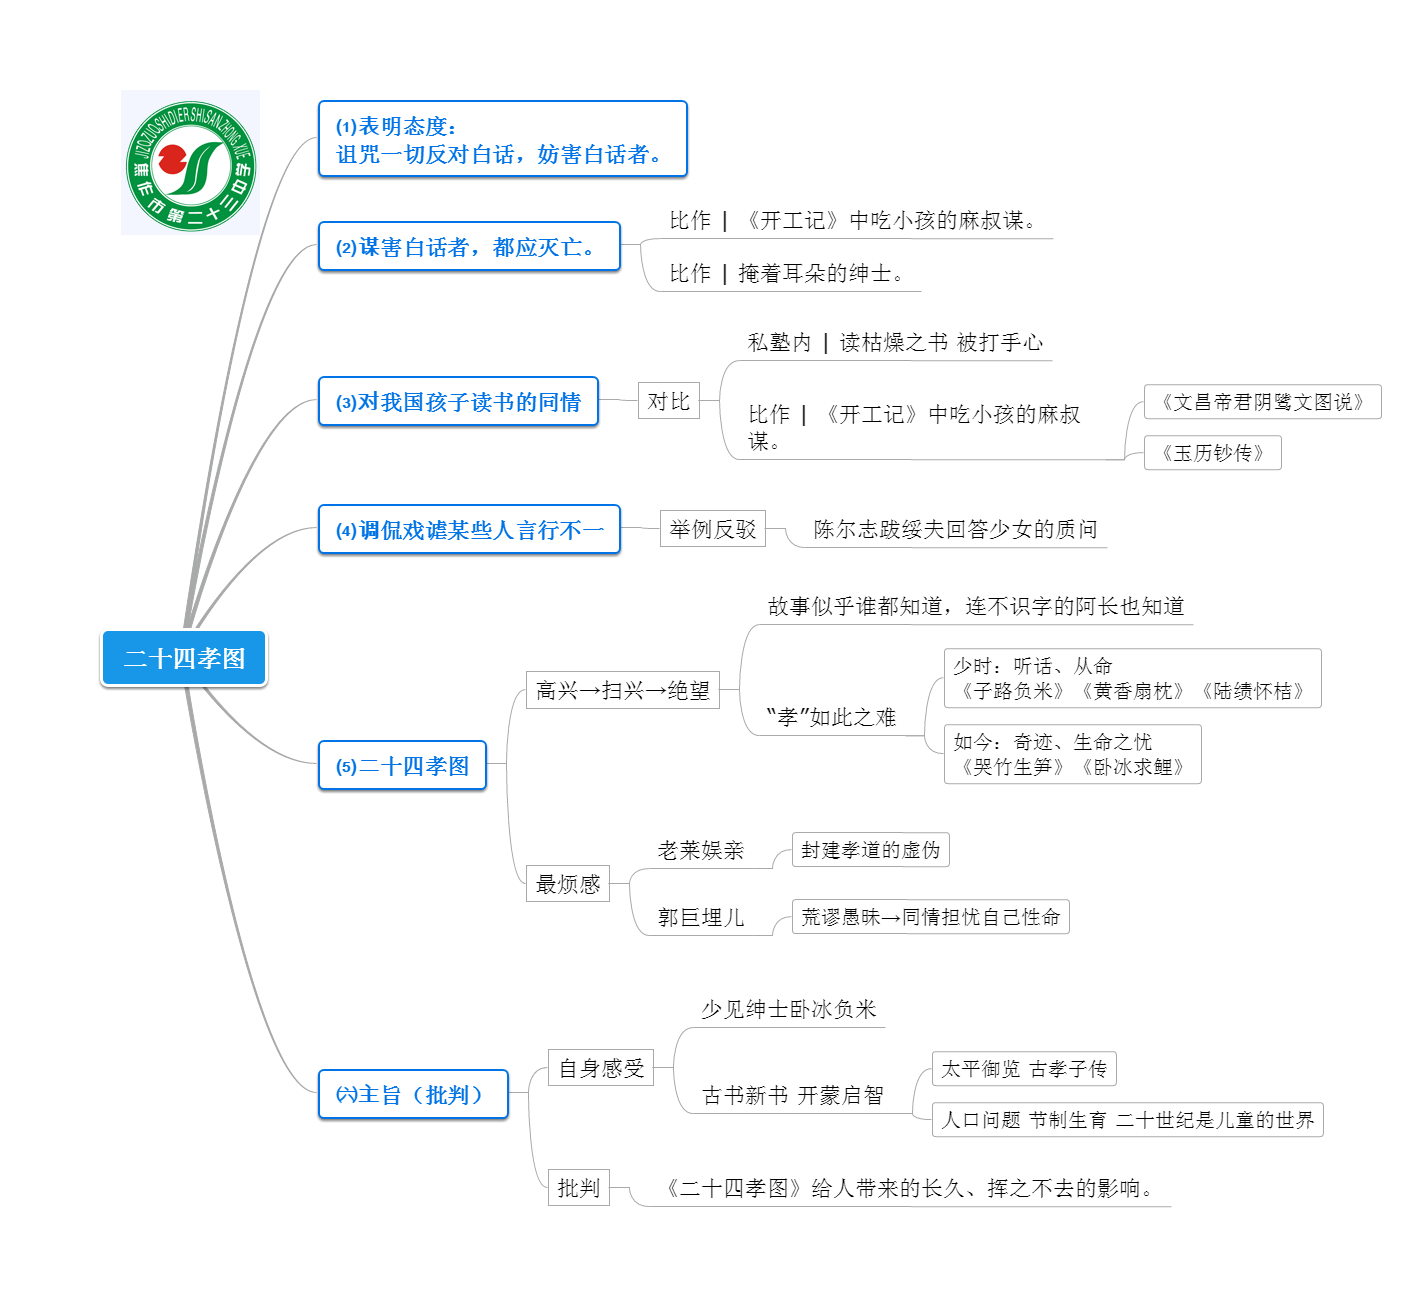 JIZOZUOSHIDIERSHISANZHONG XUE
焦作市第二十三中学
⑴表明态度：
诅咒一切反对白话，妨害白话者。
⑵谋害白话者，都应灭亡。
比作 | 《开工记》中吃小孩的麻叔谋。
比作 | 掩着耳朵的绅士。
⑶对我国孩子读书的同情
对比
私塾内 | 读枯燥之书 被打手心
比作 | 《开工记》中吃小孩的麻叔
谋。
《文昌帝君阴骘文图说》
《玉历钞传》
⑷调侃戏谑某些人言行不一
举例反驳
陈尔志跋绥夫回答少女的质问
二十四孝图
⑸二十四孝图
高兴→扫兴→绝望
故事似乎谁都知道，连不识字的阿长也知道
“孝”如此之难
少时：听话、从命
《子路负米》《黄香扇枕》《陆绩怀桔》
如今：奇迹、生命之忧
《哭竹生笋》《卧冰求鲤》
最烦感
老莱娱亲
封建孝道的虚伪
郭巨埋儿
荒谬愚昧→同情担忧自己性命
㈥主旨（批判）
自身感受
少见绅士卧冰负米
古书新书 开蒙启智
太平御览 古孝子传
人口问题 节制生育 二十世纪是儿童的世界
批判
《二十四孝图》给人带来的长久、挥之不去的影响。